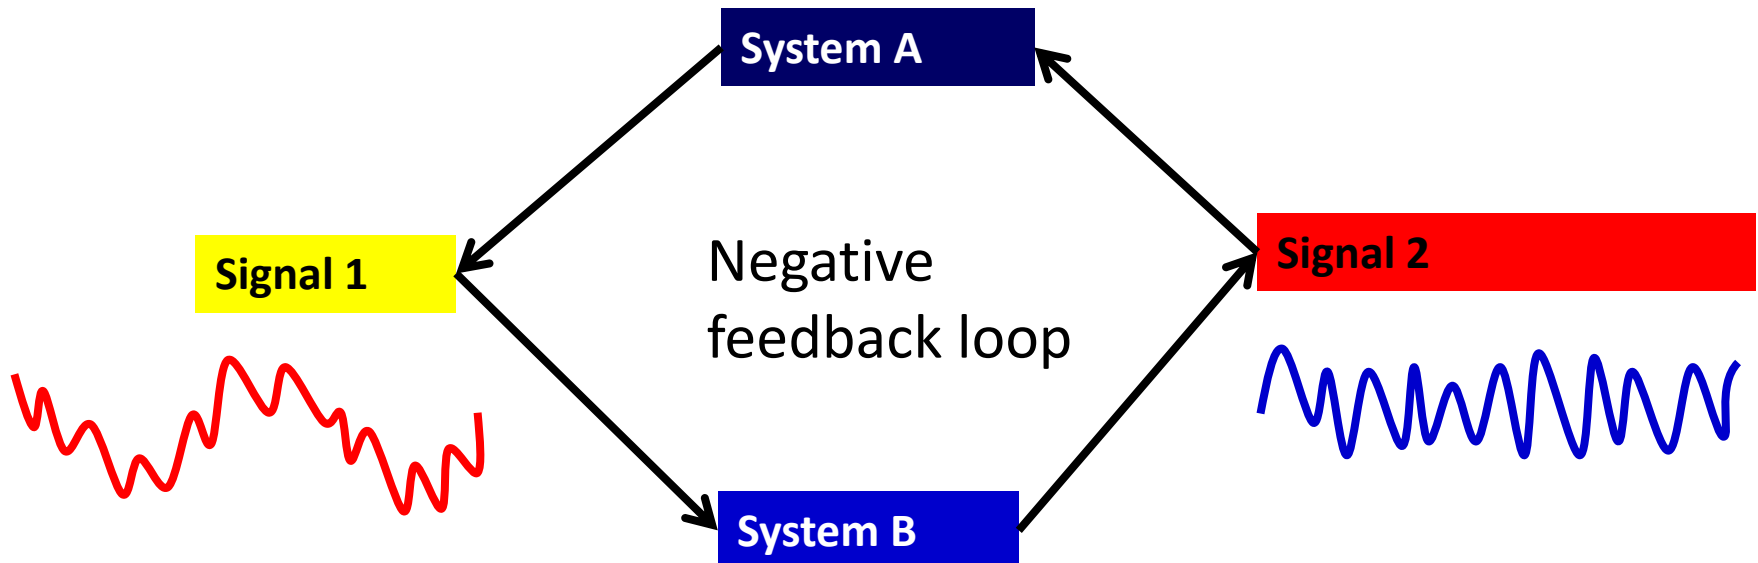 System A
Signal 1
Negative
feedback loop
Signal 2
System B